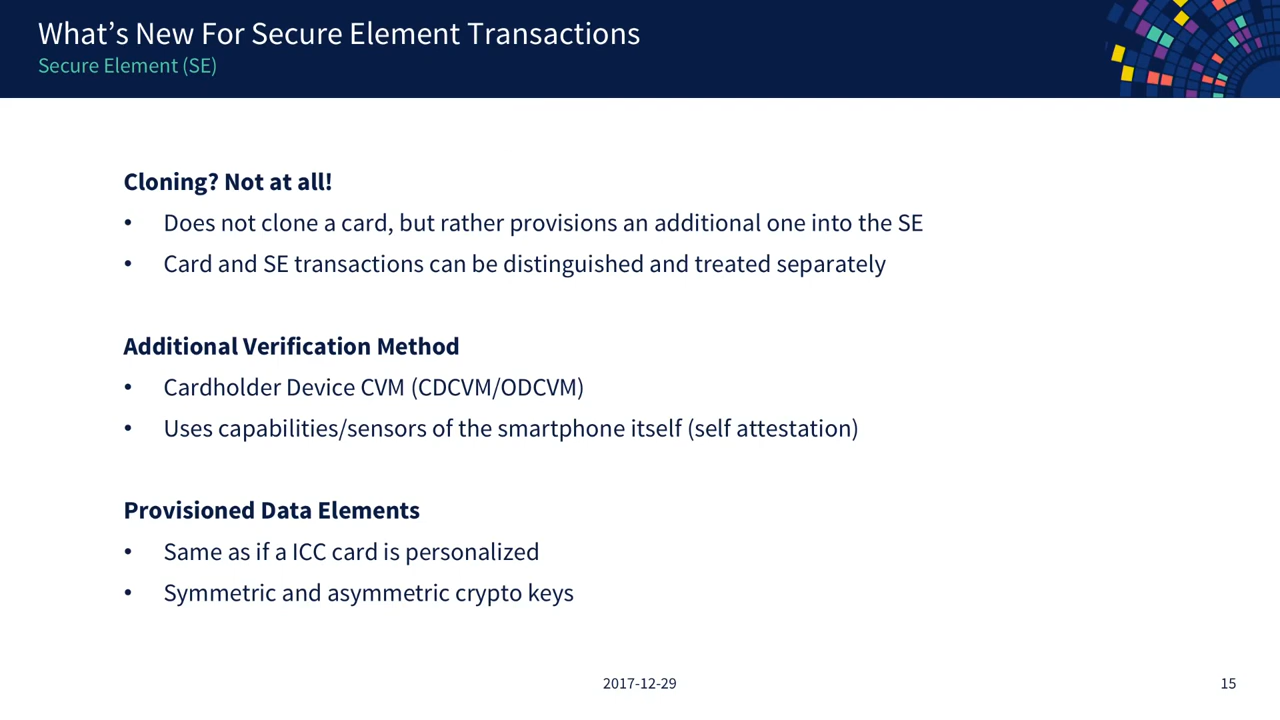 What’s New For Secure Element Transactions
Secure Element (SE)
Cloning? Not at all!
• Does not clone a card, but rather provisions an additional one into the SE
• Card and SE transactions can be distinguished and treated separately
Additional Verification Method
• Cardholder Device CVM (CDCVM/ODCVM)
• Uses capabilities/sensors of the smartphone itself (self attestation)
Provisioned Data Elements
• Same as if a ICC card is personalized
• Symmetric and asymmetric crypto keys
2017-12-29
15